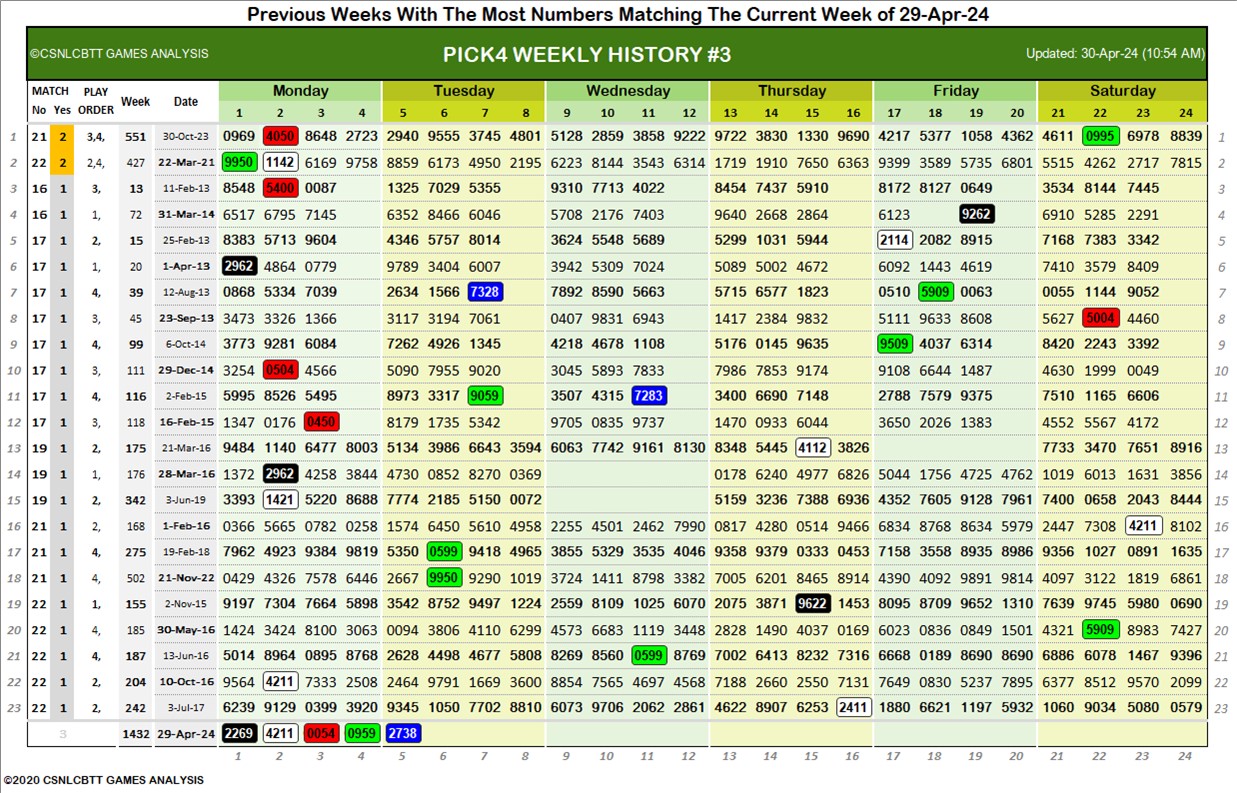 Previous Weeks With The Most Numbers Matching The Current Week of 29-Apr-24
©CSNLCBTT GAMES ANALYSIS PICK4 WEEKLY HISTORY #3 Updated: 30-Apr-24 (10:54 AM)
MATCH PLAY Week Date Monday Tuesday Wednesday Thursday Friday Saturday
No Yes ORDER 1 2 3 4 5 6 7 8 9 10 11 12 13 14 15 16 17 18 19 20 21 22 23 24
1 21 2 3,4, 551 30-Oct-23 0969 4050 8648 2723 2940 9555 3745 4801 5128 2859 3858 9222 9722 3830 1330 9690 4217 5377 1058 4362 4611 0995 6978 8839 1
2 22 2 2,4, 427 22-Mar-21 9950 1142 6169 9758 8859 6173 4950 2195 6223 8144 3543 6314 1719 1910 7650 6363 9399 3589 5735 6801 5515 4262 2717 7815 2
3 16 1 3, 13 11-Feb-13 8548 5400 0087 1325 7029 5355 9310 7713 4022 8454 7437 5910 8172 8127 0649 3534 8144 7445 3
4 16 1 1, 72 31-Mar-14 6517 6795 7145 6352 8466 6046 5708 2176 7403 9640 2668 2864 6123 9262 6910 5285 2291 4
5 17 1 2, 15 25-Feb-13 8383 5713 9604 4346 5757 8014 3624 5548 5689 5299 1031 5944 2114 2082 8915 7168 7383 3342 5
6 17 1 1, 20 1-Apr-13 2962 4864 0779 9789 3404 6007 3942 5309 7024 5089 5002 4672 6092 1443 4619 7410 3579 8409 6
7 17 1 4, 39 12-Aug-13 0868 5334 7039 2634 1566 7328 7892 8590 5663 5715 6577 1823 0510 5909 0063 0055 1144 9052 7
8 17 1 3, 45 23-Sep-13 3473 3326 1366 3117 3194 7061 0407 9831 6943 1417 2384 9832 5111 9633 8608 5627 5004 4460 8
9 17 1 4, 99 6-Oct-14 3773 9281 6084 7262 4926 1345 4218 4678 1108 5176 0145 9635 9509 4037 6314 8420 2243 3392 9
10 17 1 3, 111 29-Dec-14 3254 0504 4566 5090 7955 9020 3045 5893 7833 7986 7853 9174 9108 6644 1487 4630 1999 0049 10
11 17 1 4, 116 2-Feb-15 5995 8526 5495 8973 3317 9059 3507 4315 7283 3400 6690 7148 2788 7579 9375 7510 1165 6606 11
12 17 1 3, 118 16-Feb-15 1347 0176 0450 8179 1735 5342 9705 0835 9737 1470 0933 6044 3650 2026 1383 4552 5567 4172 12
13 19 1 2, 175 21-Mar-16 9484 1140 6477 8003 5134 3986 6643 3594 6063 7742 9161 8130 8348 5445 4112 3826 7733 3470 7651 8916 13
14 19 1 1, 176 28-Mar-16 1372 2962 4258 3844 4730 0852 8270 0369 0178 6240 4977 6826 5044 1756 4725 4762 1019 6013 1631 3856 14
15 19 1 2, 342 3-Jun-19 3393 1421 5220 8688 7774 2185 5150 0072 5159 3236 7388 6936 4352 7605 9128 7961 7400 0658 2043 8444 15
16 21 1 2, 168 1-Feb-16 0366 5665 0782 0258 1574 6450 5610 4958 2255 4501 2462 7990 0817 4280 0514 9466 6834 8768 8634 5979 2447 7308 4211 8102 16
17 21 1 4, 275 19-Feb-18 7962 4923 9384 9819 5350 0599 9418 4965 3855 5329 3535 4046 9358 9379 0333 0453 7158 3558 8935 8986 9356 1027 0891 1635 17
18 21 1 4, 502 21-Nov-22 0429 4326 7578 6446 2667 9950 9290 1019 3724 1411 8798 3382 7005 6201 8465 8914 4390 4092 9891 9814 4097 3122 1819 6861 18
19 22 1 1, 155 2-Nov-15 9197 7304 7664 5898 3542 8752 9497 1224 2559 8109 1025 6070 2075 3871 9622 1453 8095 8709 9652 1310 7639 9745 5980 0690 19
20 22 1 4, 185 30-May-16 1424 3424 8100 3063 0094 3806 4110 6299 4573 6683 1119 3448 2828 1490 4037 0169 6023 0836 0849 1501 4321 5909 8983 7427 20
21 22 1 4, 187 13-Jun-16 5014 8964 0895 8768 2630 4498 4677 5808 8269 8560 0599 8769 7002 6413 8232 7316 6668 0189 8690 8690 6886 6078 1467 9396 21
22 22 1 2, 204 10-Oct-16 9564 4211 7333 2508 2464 9791 1669 3600 8854 7565 4697 4568 7188 2660 2550 7131 7649 0830 5237 7895 6377 8512 9570 2099 22
23 22 1 2, 242 3-Jul-17 6239 9129 0399 3920 9345 1050 7702 8810 6073 9706 2062 2861 4622 8907 6253 2411 1880 6621 1197 5932 1060 9034 5080 0579 23
3 1432 29-Apr-24 2269 4211 0054 0959 2738
1 2 3 4 5 6 7 8 9 10 11 12 13 14 15 16 17 18 19 20 21 22 23 24
©2020 CSNLCBTT GAMES ANALYSIS